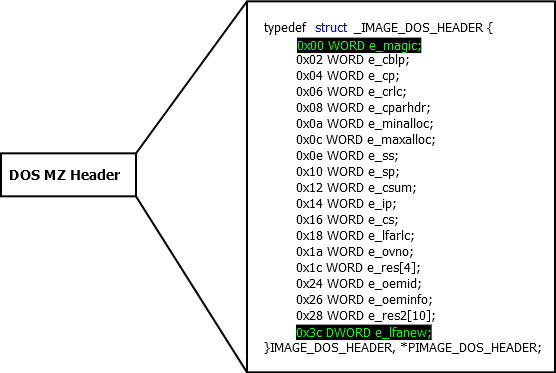 DOS MZ Header
typedef struct _IMAGE_DOS_HEADER {
0x00 WORD e_magic;
0x02 WORD e_cblp;
0x04 WORD e_cp;
0x06 WORD e_crlc;
0x08 WORD e_cparhdr;
0x0a WORD e_minalloc;
0x0c WORD e_maxalloc;
0x0e WORD e_ss;
0x10 WORD e_sp;
0x12 WORD e_csum;
0x14 WORD e_ip;
0x16 WORD e_cs;
0x18 WORD e_lfarlc;
0x1a WORD e_ovno;
0x1c WORD e_res[4];
0x24 WORD e_oemid;
0x26 WORD e_oeminfo;
0x28 WORD e_res2[10];
0x3c DWORD e_lfanew;
}IMAGE_DOS_HEADER, *PIMAGE_DOS_HEADER;